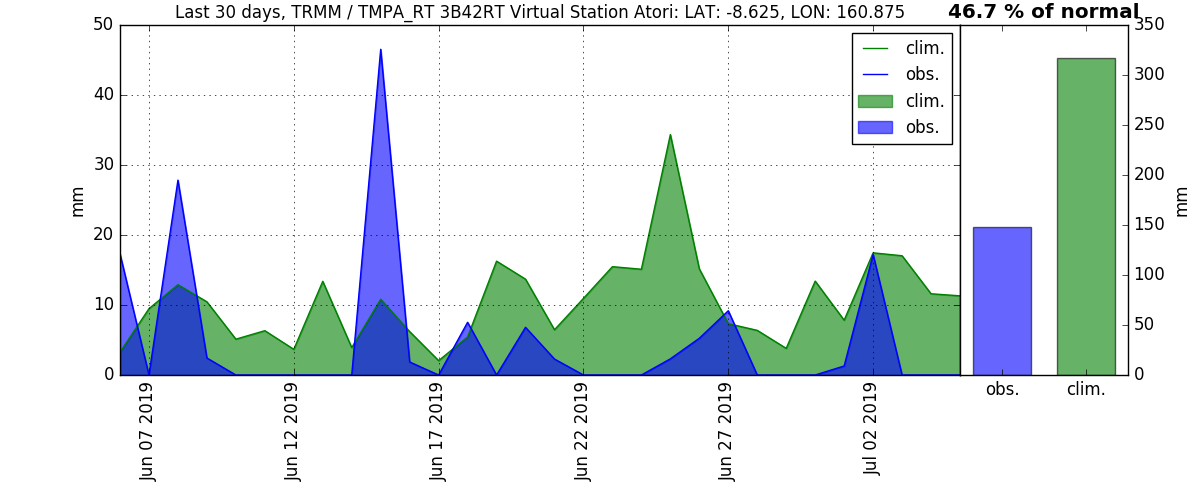 Last 30 days, TRMM / TMPA_RT 3B42RT Virtual Station Atori: LAT: -8.625, LON: 160.875
46.7 % of normal
50
40
30
20
10
0
mm
clim.
obs.
clim.
obs.
Jun 07 2019
Jun 12 2019
Jun 17 2019
Jun 22 2019
Jun 27 2019
Jul 02 2019
350
300
250
200
150
100
50
0
mm
obs.
clim.